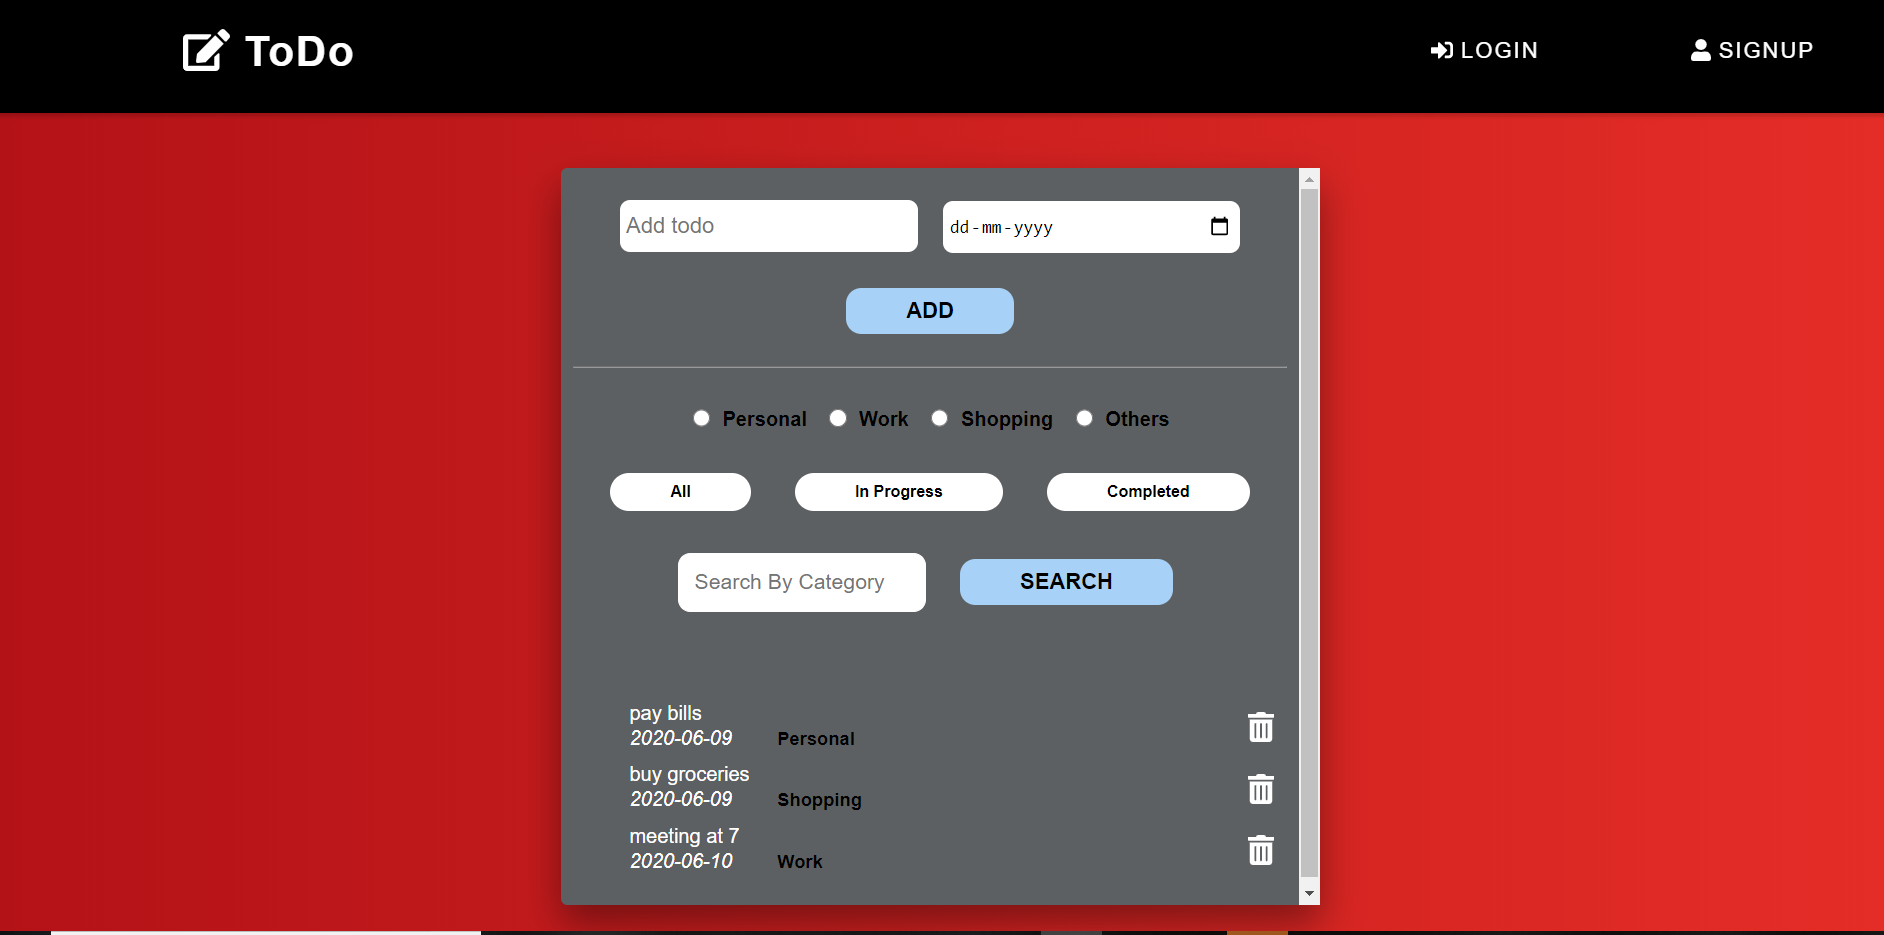 ToDo
LOGIN
SIGNUP
Add todo
dd-mm-yyyy
ADD
Personal Work Shopping Others
All In Progress Completed
Search By Category SEARCH
pay bills
2020-06-09 Personal
buy groceries
2020-06-09 Shopping
meeting at 7
2020-06-10 Work